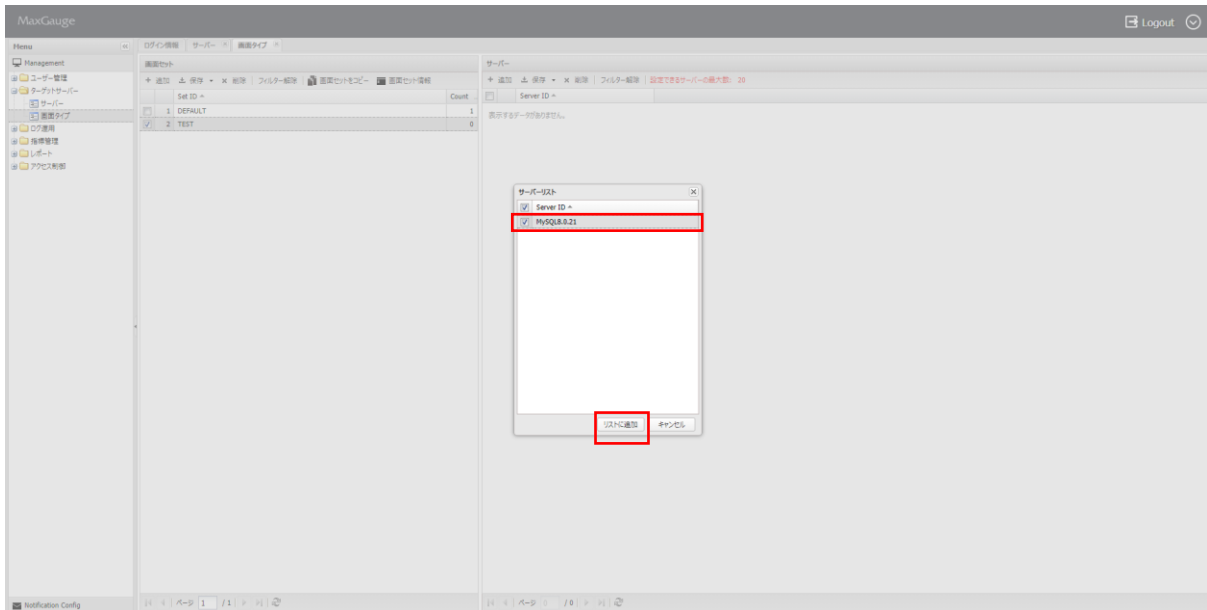 MaxGauge
Logout
Menu
ログイン情報
サーバー
画面タイプ
Management
ユーザー管理
ターゲットサーバー
サーバー
画面タイプ
ログ運用
指標管理
レポート
アクセス制御
画面セット
+ 追加 保存 × 削除 フィルター解除 画面セットをコピー 画面セット情報
Set ID Count
1 DEFAULT 1
2 TEST 0
サーバー
+ 追加 保存 × 削除 フィルター解除 設定できるサーバーの最大数: 20
Server ID
表示するデータがありません。
サーバーリスト
Server ID
MySQL8.0.21
リストに追加 キャンセル
Notification Config
ページ 1 / 1
ページ 0 / 0